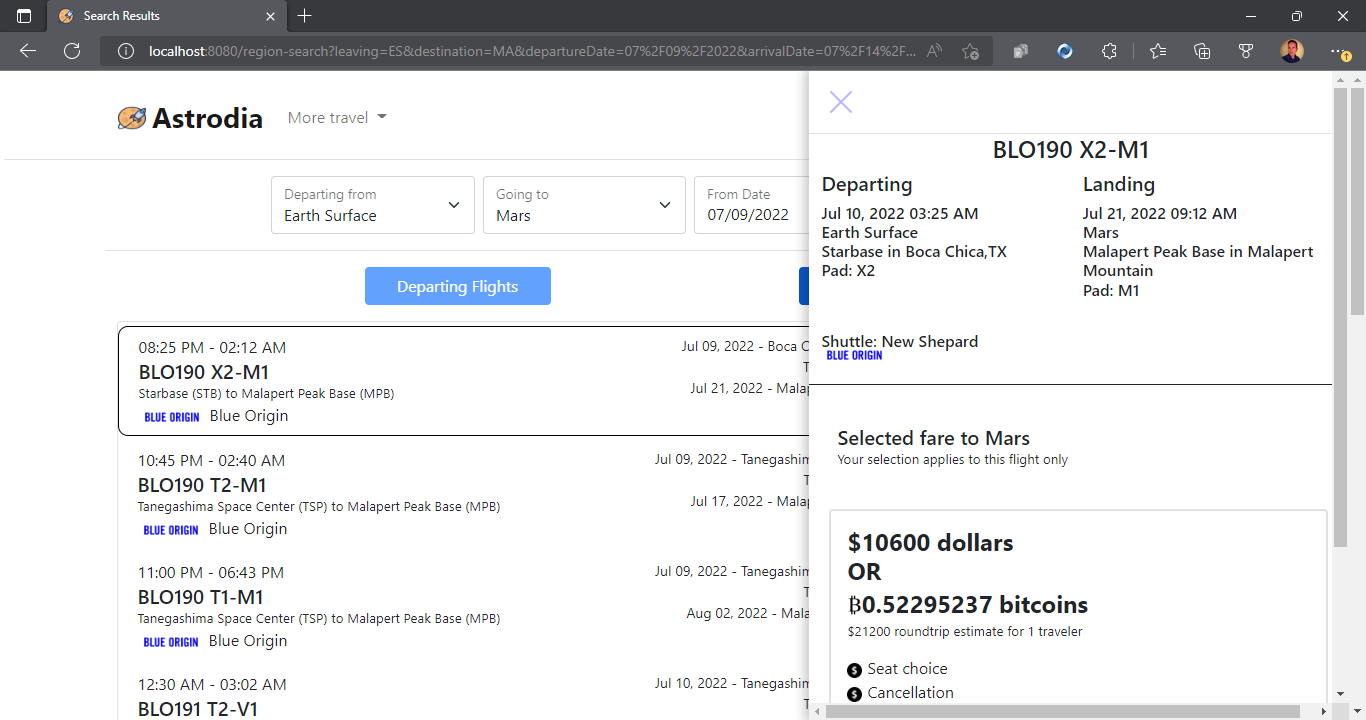 Search Results
localhost:8080/region-search?leaving=ES&destination=MA&departureDate=07%2F09%2F2022&arrivalDate=07%2F14%2F...
Astrodia
More travel
Departing from
Earth Surface
Going to
Mars
From Date
07/09/2022
Departing Flights
08:25 PM - 02:12 AM
BLO190 X2-M1
Starbase (STB) to Malapert Peak Base (MPB)
BLUE ORIGIN Blue Origin
Jul 09, 2022 - Boca C
T
Jul 21, 2022 - Malap
10:45 PM - 02:40 AM
BLO190 T2-M1
Tanegashima Space Center (TSP) to Malapert Peak Base (MPB)
BLUE ORIGIN Blue Origin
Jul 09, 2022 - Tanegashim
T
Jul 17, 2022 - Malap
11:00 PM - 06:43 PM
BLO190 T1-M1
Tanegashima Space Center (TSP) to Malapert Peak Base (MPB)
BLUE ORIGIN Blue Origin
Jul 09, 2022 - Tanegashim
T
Aug 02, 2022 - Mala
12:30 AM - 03:02 AM
BLO191 T2-V1
Jul 10, 2022 - Tanegashim
T
BLO190 X2-M1
Departing
Jul 10, 2022 03:25 AM
Earth Surface
Starbase in Boca Chica,TX
Pad: X2
Landing
Jul 21, 2022 09:12 AM
Mars
Malapert Peak Base in Malapert
Mountain
Pad: M1
Shuttle: New Shepard
BLUE ORIGIN
Selected fare to Mars
Your selection applies to this flight only
$10600 dollars
OR
₿0.52295237 bitcoins
$21200 roundtrip estimate for 1 traveler
Seat choice
Cancellation